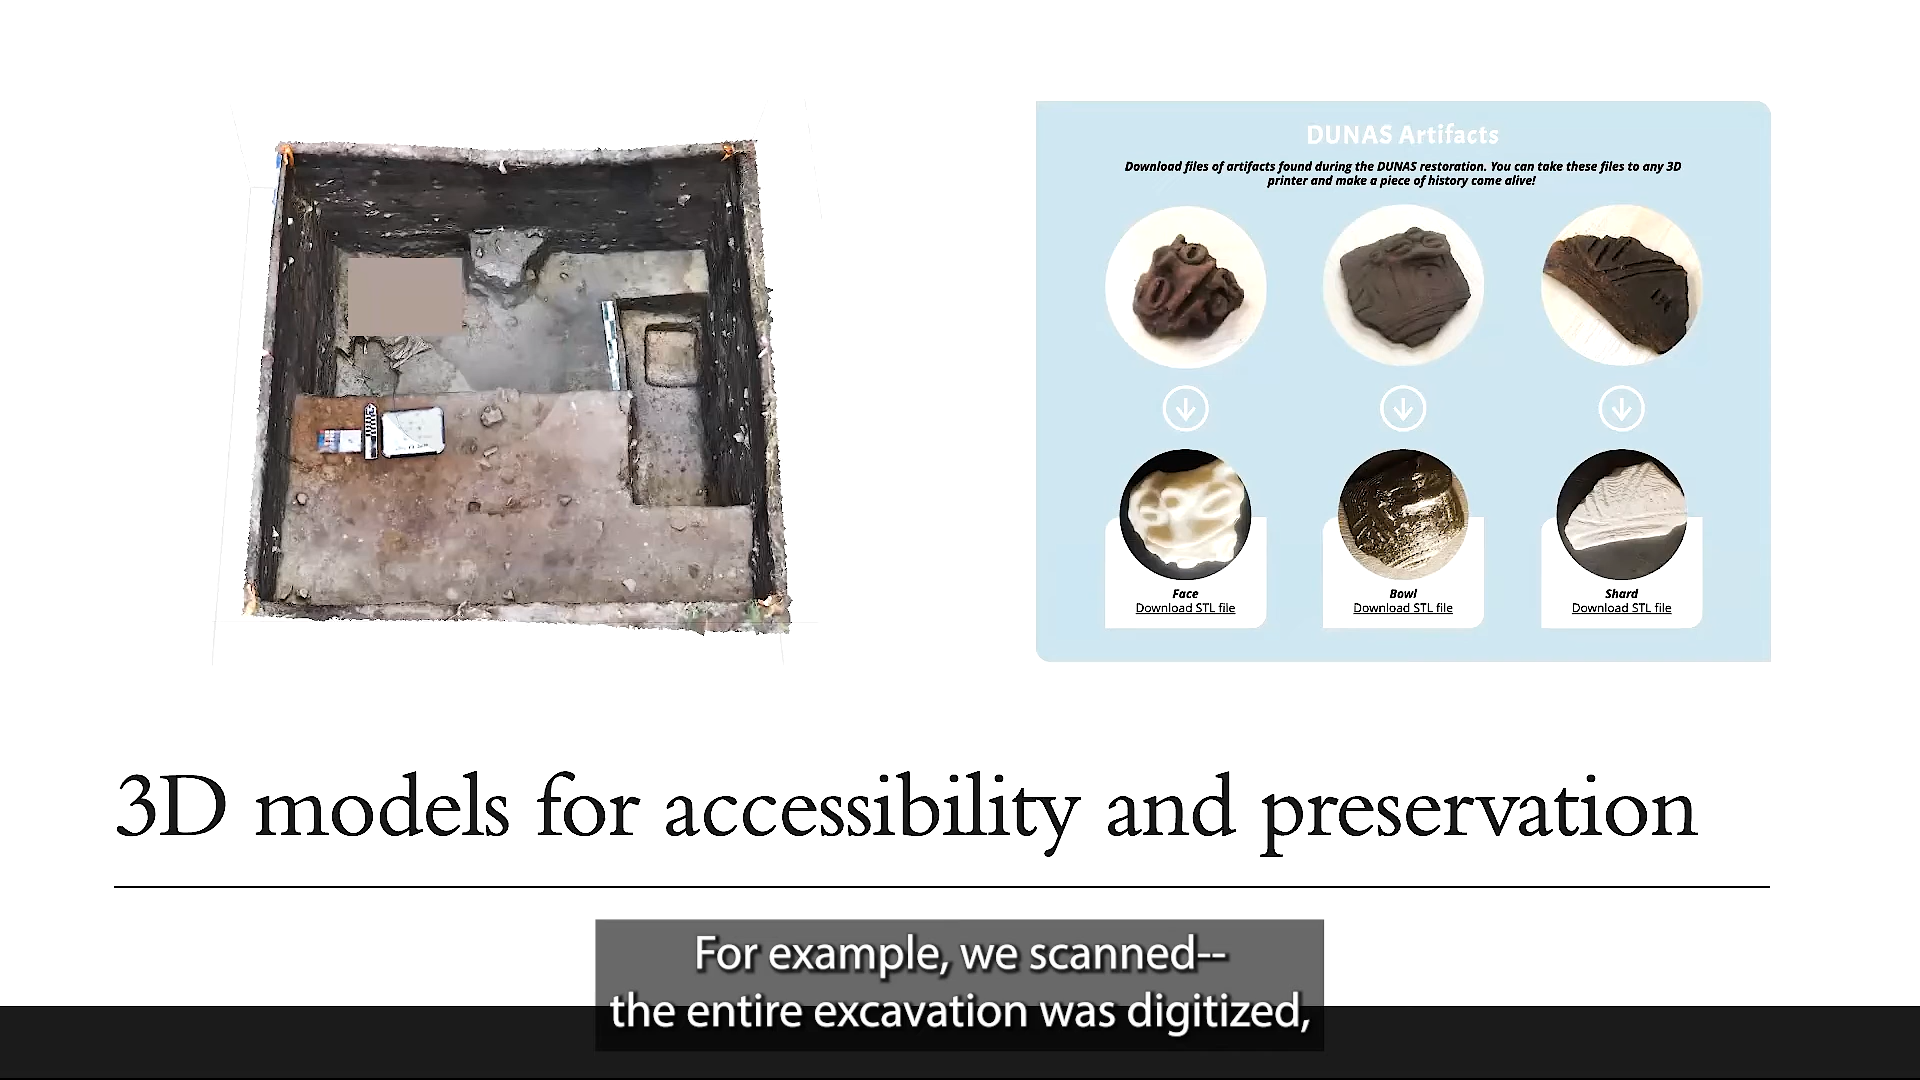 DUNAS Artifacts
Download files of artifacts found during the DUNAS restoration. You can take these files to any 3D
printer and make a piece of history come alive!
Face
Download STL file
Bowl
Download STL file
Shard
Download STL file
3D models for accessibility and preservation
For example, we scanned--
the entire excavation was digitized,